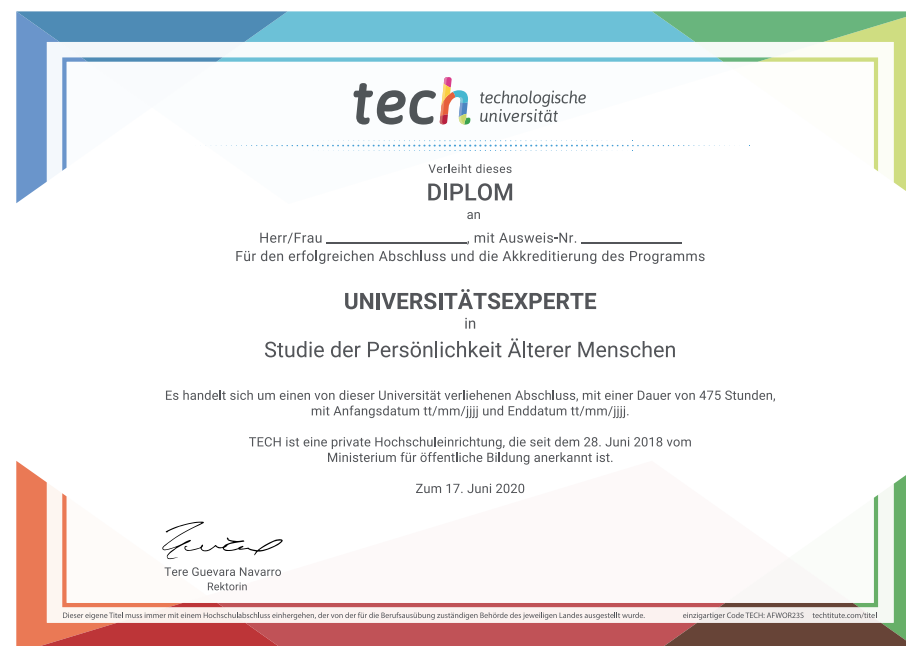 tech technologische
universität
Verleiht dieses
DIPLOM
an
Herr/Frau ____________, mit Ausweis-Nr. ____________
Für den erfolgreichen Abschluss und die Akkreditierung des Programms
UNIVERSITÄTSEXPERTE
in
Studie der Persönlichkeit Älterer Menschen
Es handelt sich um einen von dieser Universität verliehenen Abschluss, mit einer Dauer von 475 Stunden,
mit Anfangsdatum tt/mm/jjjj und Enddatum tt/mm/jjjj.
TECH ist eine private Hochschuleinrichtung, die seit dem 28. Juni 2018 vom
Ministerium für öffentliche Bildung anerkannt ist.
Zum 17. Juni 2020
Tere Guevara Navarro
Rektorin
Dieser eigene Titel muss immer mit einem Hochschulabschluss einhergehen, der von der für die Berufsausübung zuständigen Behörde des jeweiligen Landes ausgestellt wurde. einzigartiger Code TECH: AFWOR23S techtitute.com/titel